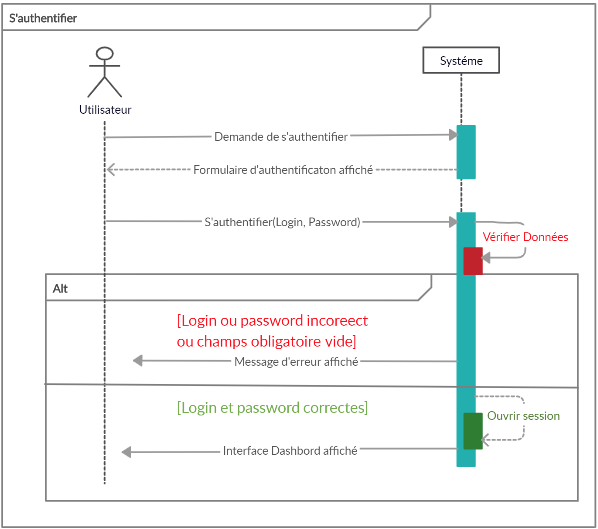 S'authentifier
Systéme
Utilisateur
Demande de s'authentifier
Formulaire d'authentificaton affiché
S'authentifier(Login, Password)
Vérifier Données
Alt
[Login ou password incoreect
ou champs obligatoire vide]
Message d'erreur affiché
[Login et password correctes]
Ouvrir session
Interface Dashbord affiché